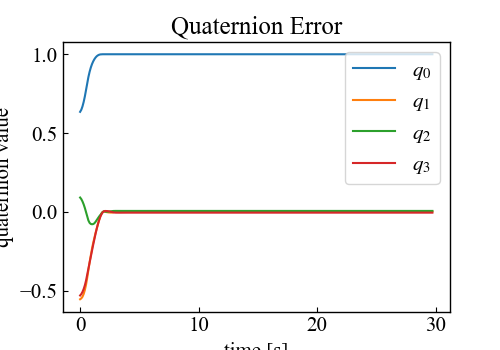 Quaternion Error
1.0
0.5
0.0
−0.5
quaternion value
q0
q1
q2
q3
0
10
20
30
time [s]